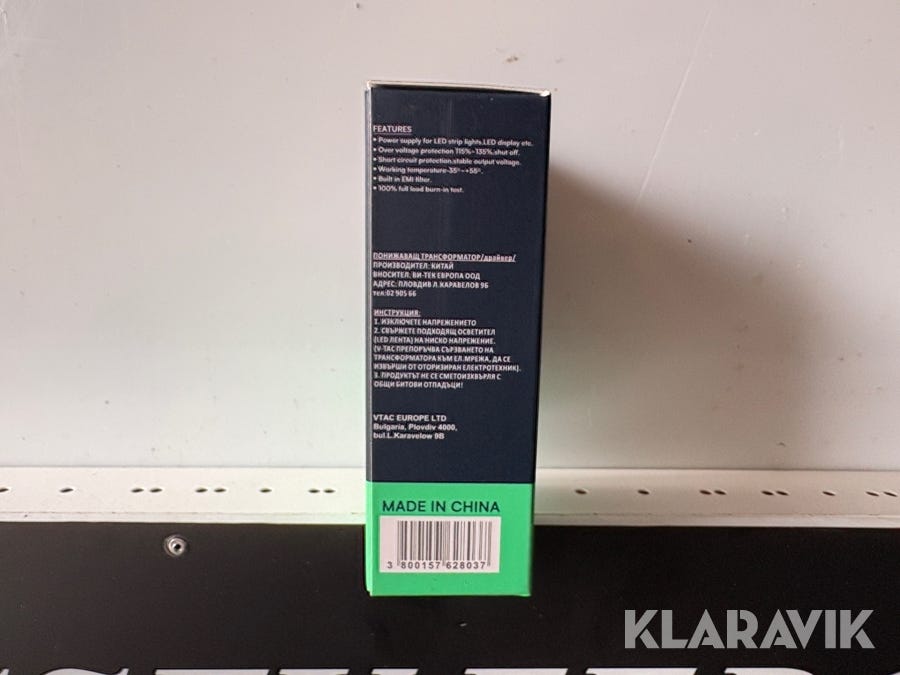 FEATURES
• Power supply for LED strip lights.LED display etc.
• Over voltage protection 115%~135%.shut off.
• Short circuit protection.stable output voltage.
• Working temperature-35°~+55°.
• Built in EMI filter.
• 100% full load burn-in test.
ПОНИЖАВАЩ ТРАНСФОРМАТОР/драйвер/
ПРОИЗВОДИТЕЛ: КИТАЙ
ВНОСИТЕЛ: ВИ-ТЕК ЕВРОПА ООД
АДРЕС: ПЛОВДИВ Л.КАРАВЕЛОВ 9Б
тел:02 905 66
ИНСТРУКЦИЯ:
1. ИЗКЛЮЧЕТЕ НАПРЕЖЕНИЕТО
2. СВЪРЖЕТЕ ПОДХОДЯЩ ОСВЕТИТЕЛ
(LED ЛЕНТА) НА НИСКО НАПРЕЖЕНИЕ.
(V-TAC ПРЕПОРЪЧВА СЪРЗВАНЕТО НА
ТРАНСФОРМАТОРА КЪМ ЕЛ.МРЕЖА, ДА СЕ
ИЗВЪРШИ ОТ ОТОРИЗИРАН ЕЛЕКТРОТЕХНИК).
3. ПРОДУКТЪТ НЕ СЕ СМЕТОИЗХВЪРЛЯ С
ОБЩИ БИТОВИ ОТПАДЪЦИ!
VTAC EUROPE LTD
Bulgaria, Plovdiv 4000,
bul.L.Karavelow 9B
MADE IN CHINA
3 800157 628037
KLARAVIK